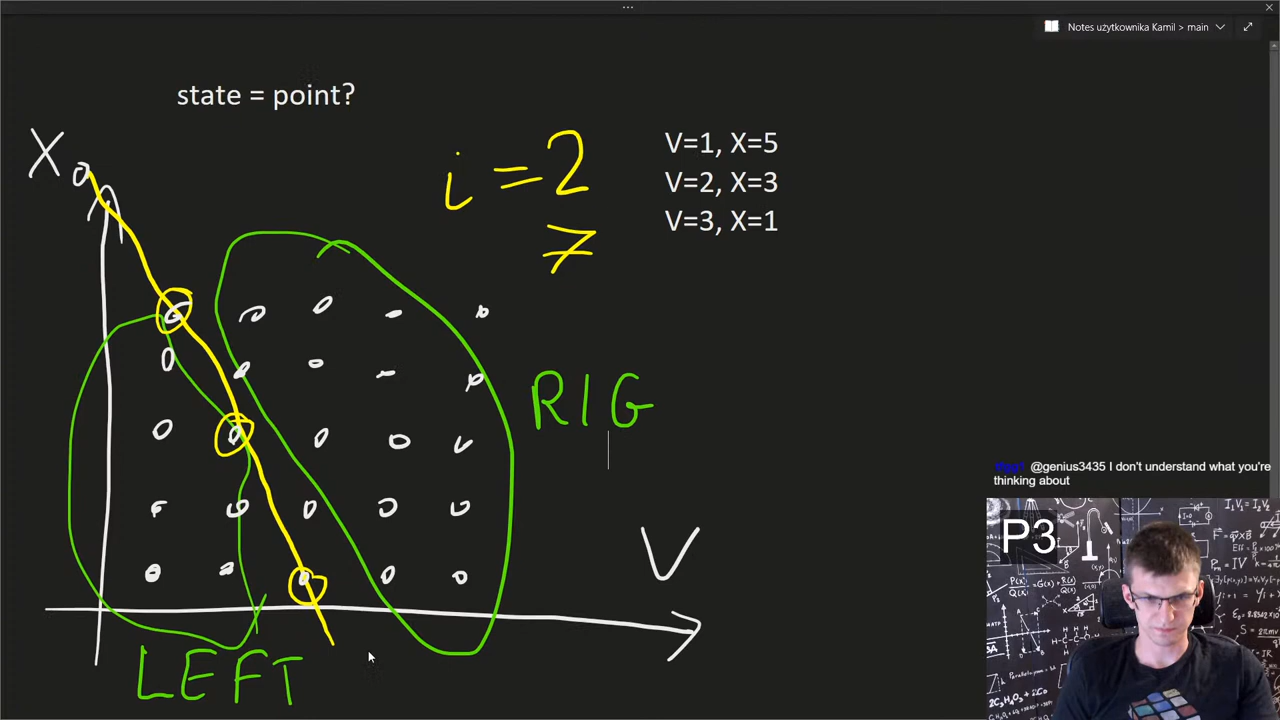 Notes użytkownika Kamil > main
state = point?
X
i = 2
7
V=1, X=5
V=2, X=3
V=3, X=1
RIG
V
LEFT
@genius3435 I don't understand what you're
thinking about
P3